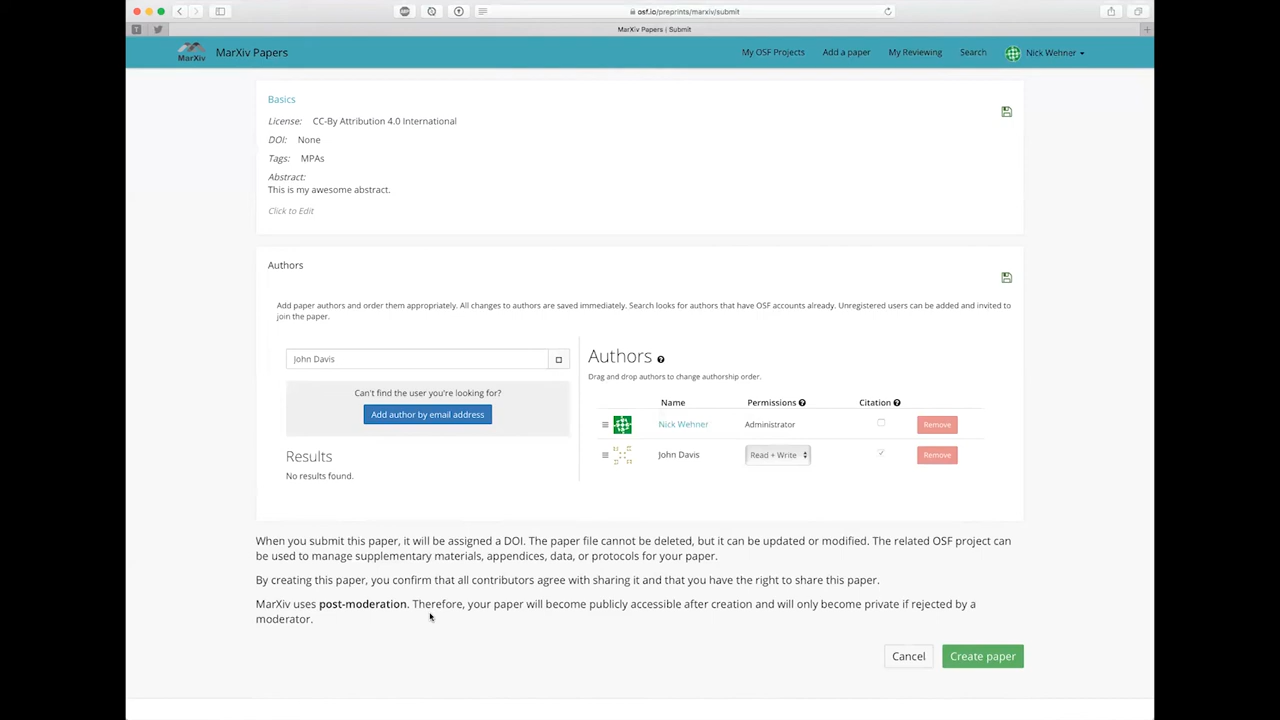 osf.io/preprints/marxiv/submit
MarXiv Papers | Submit
MarXiv
MarXiv Papers
My OSF Projects
Add a paper
My Reviewing
Search
Nick Wehner
Basics
License: CC-By Attribution 4.0 International
DOI: None
Tags: MPAs
Abstract:
This is my awesome abstract.
Click to Edit
Authors
Add paper authors and order them appropriately. All changes to authors are saved immediately. Search looks for authors that have OSF accounts already. Unregistered users can be added and invited to
join the paper.
John Davis
Can't find the user you're looking for?
Add author by email address
Results
No results found.
Authors
Drag and drop authors to change authorship order.
Name Permissions Citation
Nick Wehner Administrator Remove
John Davis Read + Write Remove
When you submit this paper, it will be assigned a DOI. The paper file cannot be deleted, but it can be updated or modified. The related OSF project can
be used to manage supplementary materials, appendices, data, or protocols for your paper.
By creating this paper, you confirm that all contributors agree with sharing it and that you have the right to share this paper.
MarXiv uses post-moderation. Therefore, your paper will become publicly accessible after creation and will only become private if rejected by a
moderator.
Cancel
Create paper